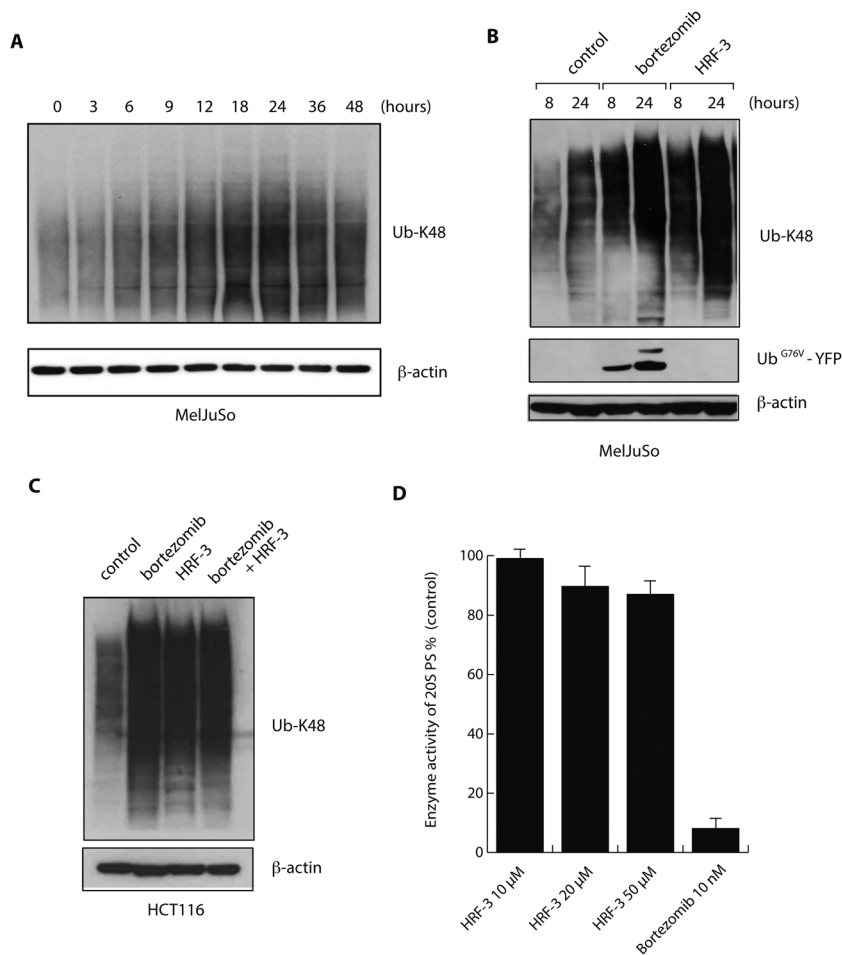 A
0 3 6 9 12 18 24 36 48 (hours)
Ub-K48
β-actin
MelJuSo
B
control bortezomib HRF-3
8 24 8 24 8 24 (hours)
Ub-K48
Ub G76V - YFP
β-actin
MelJuSo
C
control bortezomib HRF-3 bortezomib
+ HRF-3
Ub-K48
β-actin
HCT116
D
Enzyme activity of 20S PS % (control)
100
80
60
40
20
0
HRF-3 10 μM
HRF-3 20 μM
HRF-3 50 μM
Bortezomib 10 nM